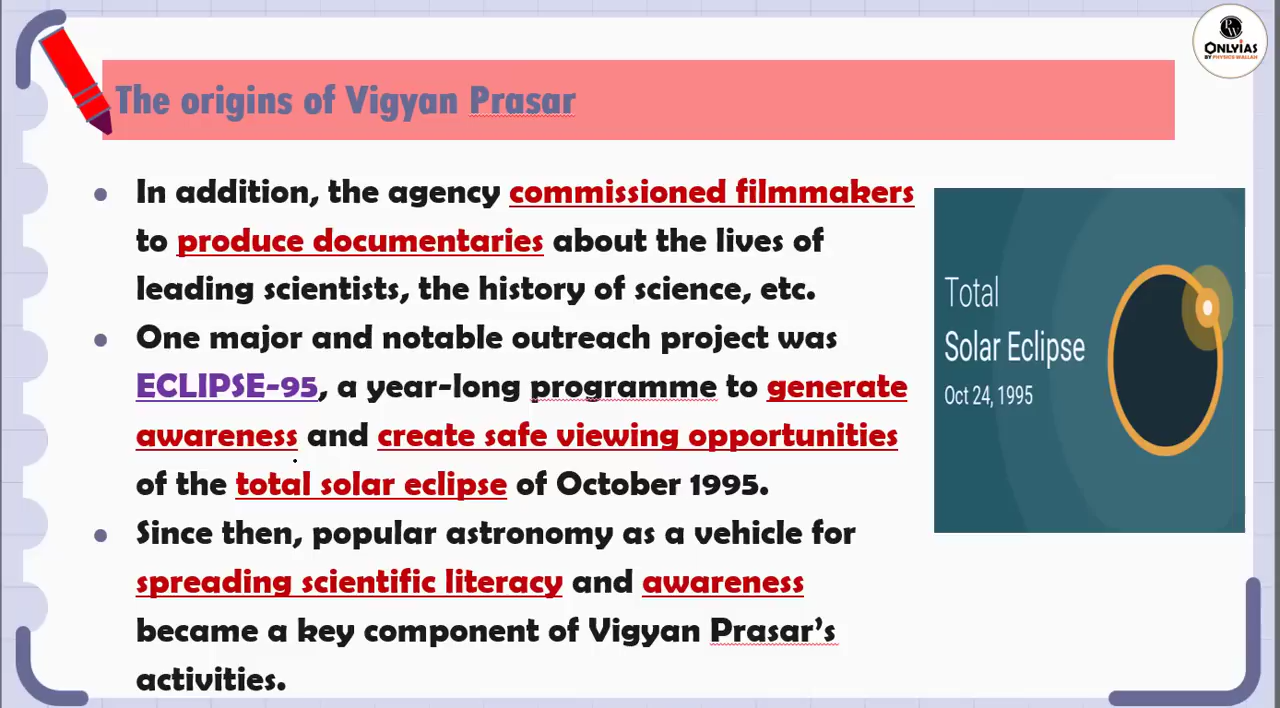 PW
ONLYiAS
BY PHYSICS WALLAH
The origins of Vigyan Prasar
In addition, the agency commissioned filmmakers
to produce documentaries about the lives of
leading scientists, the history of science, etc.
One major and notable outreach project was
ECLIPSE-95, a year-long programme to generate
awareness and create safe viewing opportunities
of the total solar eclipse of October 1995.
Since then, popular astronomy as a vehicle for
spreading scientific literacy and awareness
became a key component of Vigyan Prasar’s
activities.
Total
Solar Eclipse
Oct 24, 1995